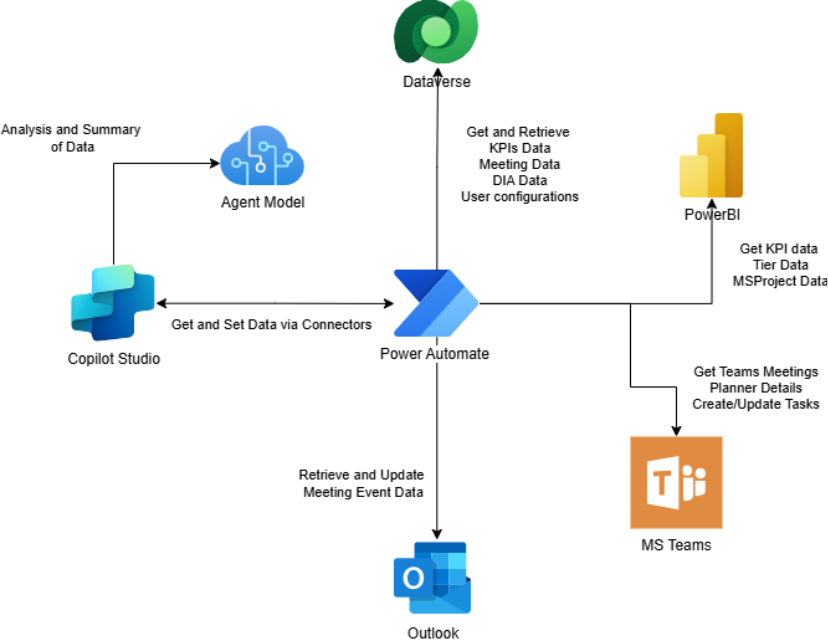 Dataverse
Analysis and Summary
of Data
Get and Retrieve
KPIs Data
Meeting Data
DIA Data
User configurations
Agent Model
PowerBI
Get KPI data
Tier Data
MSProject Data
Get and Set Data via Connectors
Copilot Studio
Power Automate
Get Teams Meetings
Planner Details
Create/Update Tasks
Retrieve and Update
Meeting Event Data
T
MS Teams
O
Outlook